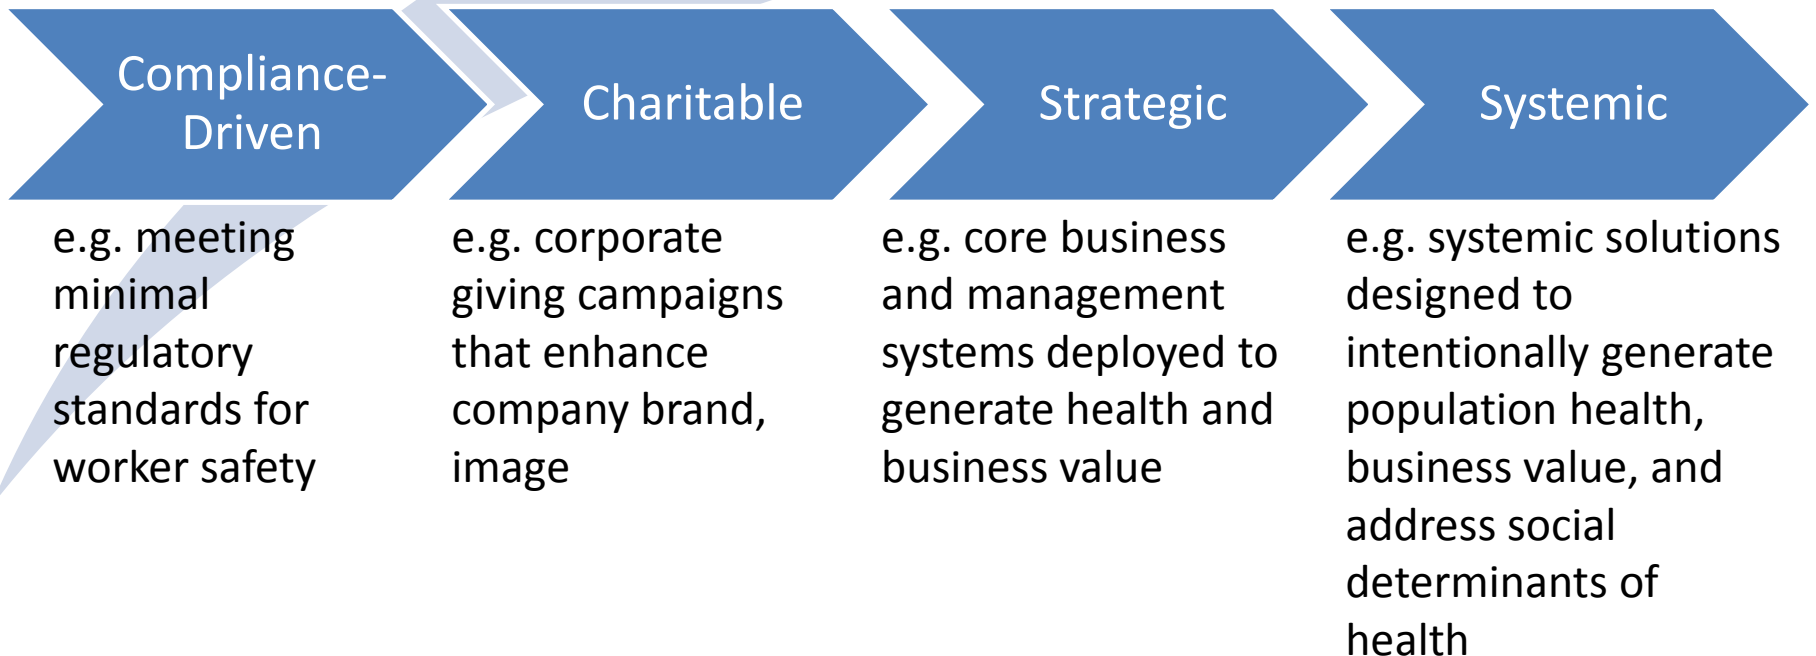 Compliance-
Driven
Charitable
Strategic
Systemic
e.g. meeting
minimal
regulatory
standards for
worker safety
e.g. corporate
giving campaigns
that enhance
company brand,
image
e.g. core business
and management
systems deployed to
generate health and
business value
e.g. systemic solutions
designed to
intentionally generate
population health,
business value, and
address social
determinants of
health